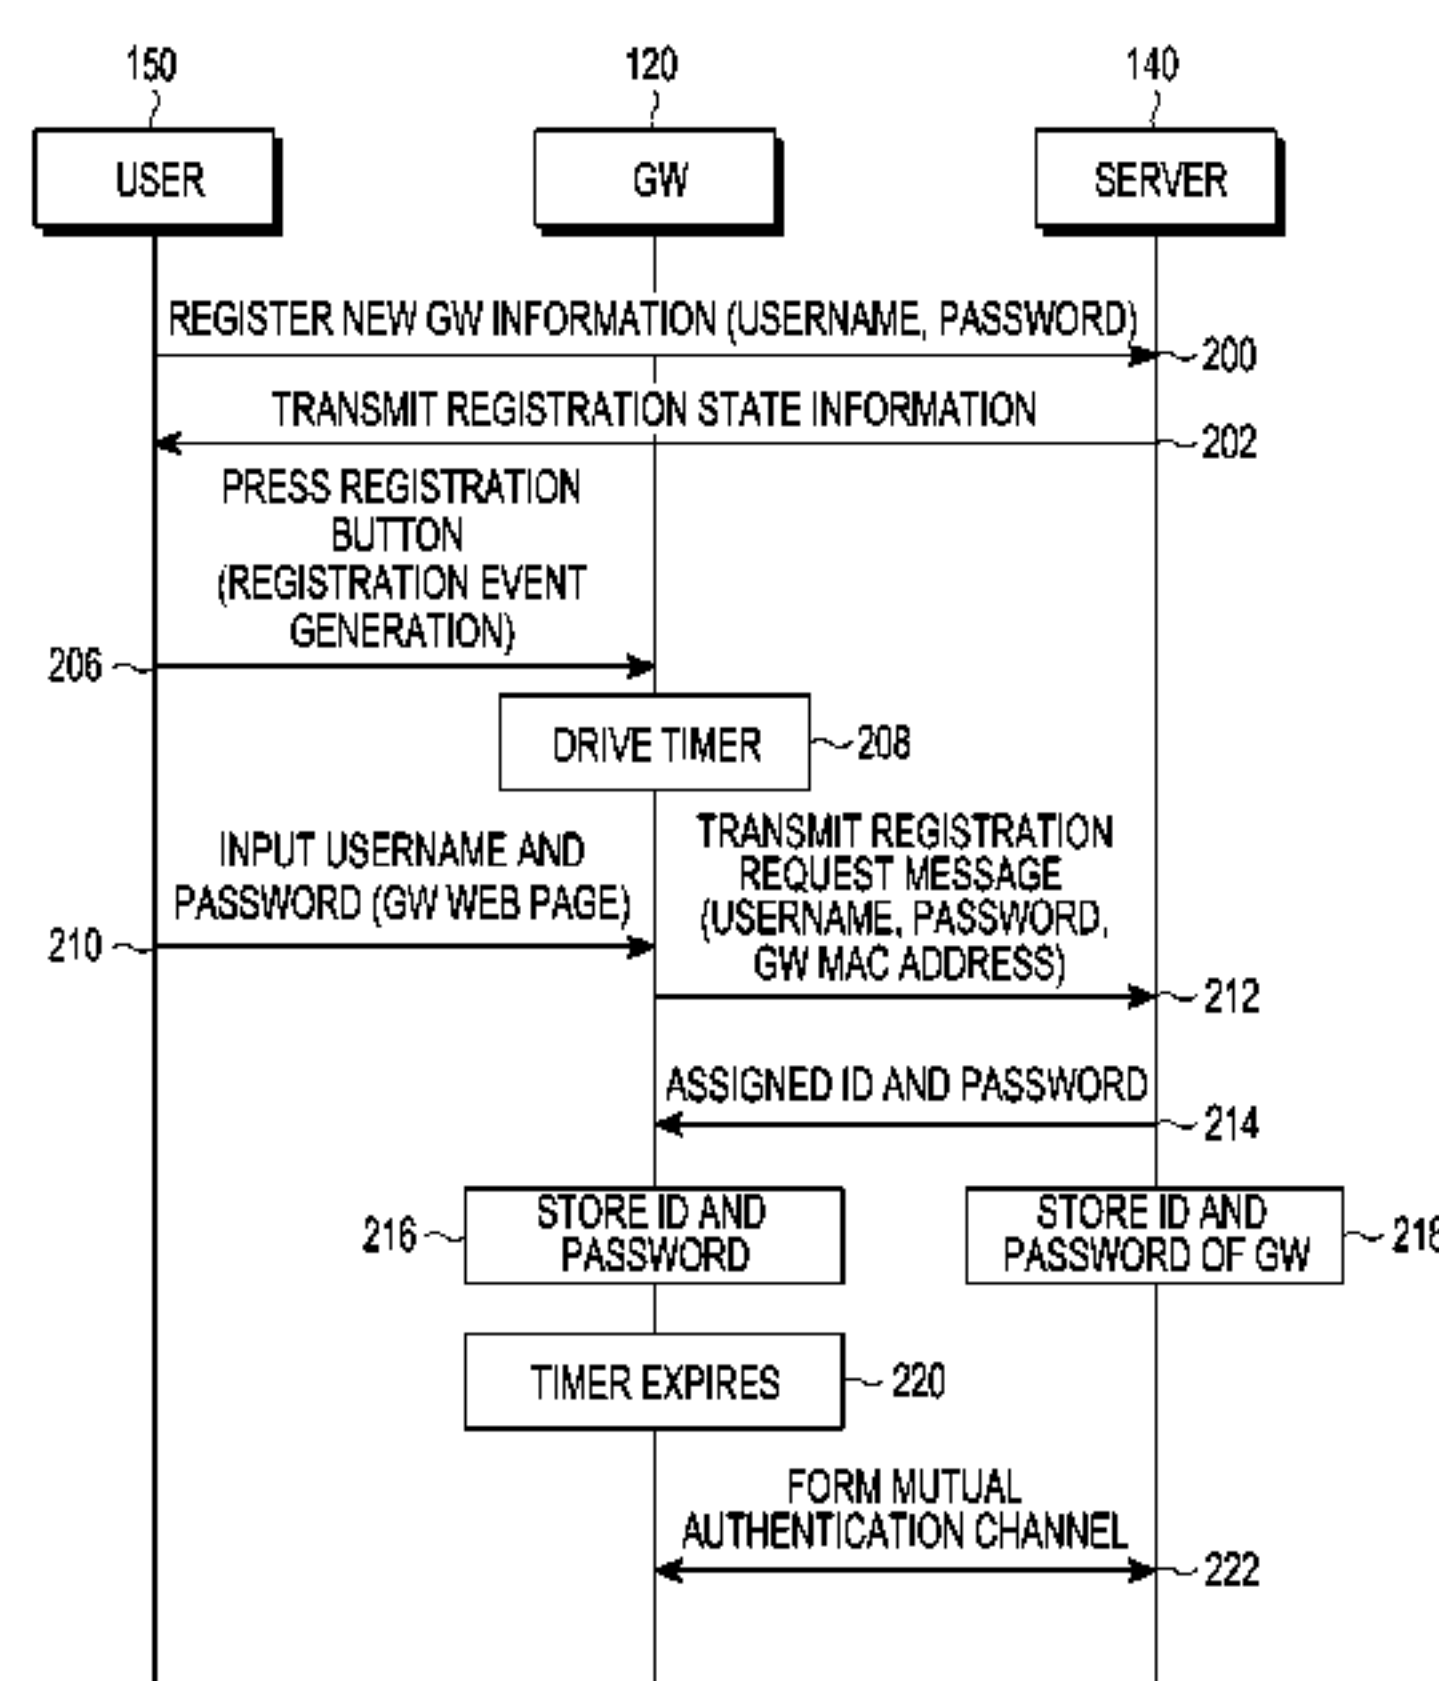 150
120
140
USER
GW
SERVER
REGISTER NEW GW INFORMATION (USERNAME, PASSWORD)
200
TRANSMIT REGISTRATION STATE INFORMATION
202
PRESS REGISTRATION
BUTTON
(REGISTRATION EVENT
GENERATION)
206
DRIVE TIMER
208
INPUT USERNAME AND
PASSWORD (GW WEB PAGE)
210
TRANSMIT REGISTRATION
REQUEST MESSAGE
(USERNAME, PASSWORD,
GW MAC ADDRESS)
212
ASSIGNED ID AND PASSWORD
214
216
STORE ID AND
PASSWORD
STORE ID AND
PASSWORD OF GW
218
TIMER EXPIRES
220
FORM MUTUAL
AUTHENTICATION CHANNEL
222